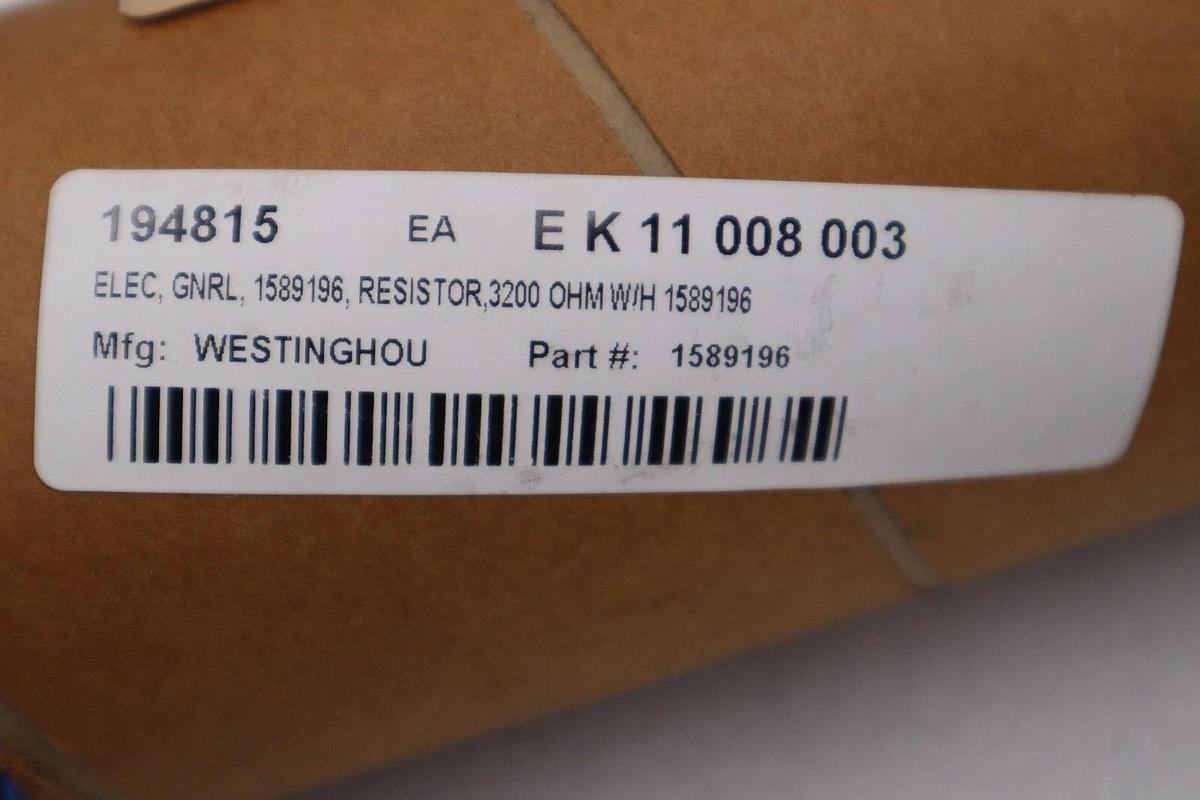 194815 EA E K 11 008 003
ELEC, GNRL, 1589196, RESISTOR,3200 OHM W/H 1589196
Mfg: WESTINGHOU Part #: 1589196